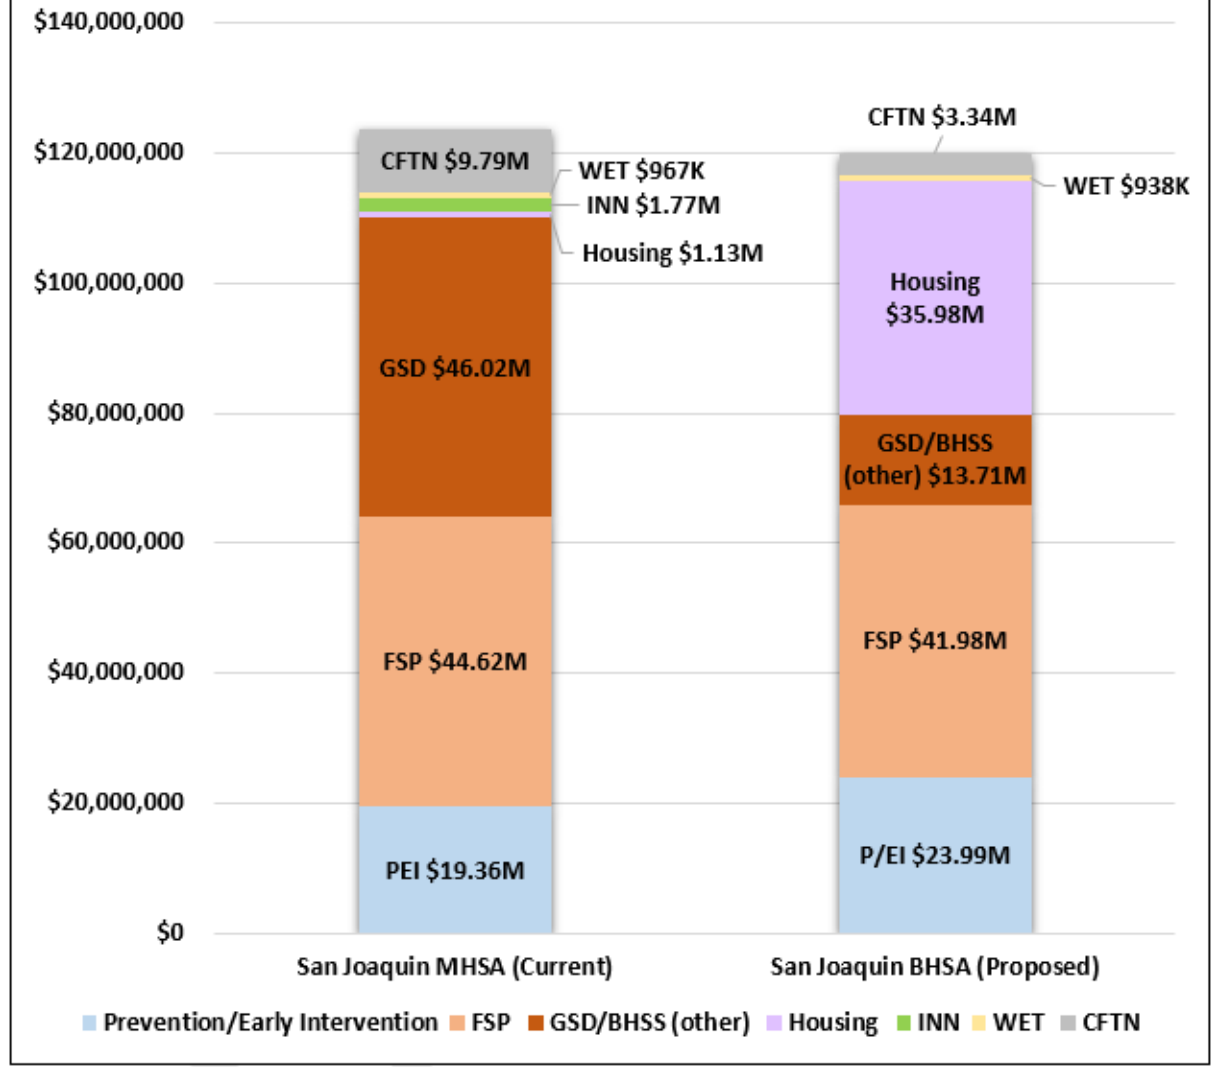 $140,000,000
$120,000,000
$100,000,000
$80,000,000
$60,000,000
$40,000,000
$20,000,000
$0
CFTN $9.79M
WET $967K
INN $1.77M
Housing $1.13M
GSD $46.02M
FSP $44.62M
PEI $19.36M
CFTN $3.34M
WET $938K
Housing
$35.98M
GSD/BHSS
(other) $13.71M
FSP $41.98M
P/EI $23.99M
San Joaquin MHSA (Current)
San Joaquin BHSA (Proposed)
Prevention/Early Intervention FSP GSD/BHSS (other) Housing INN WET CFTN